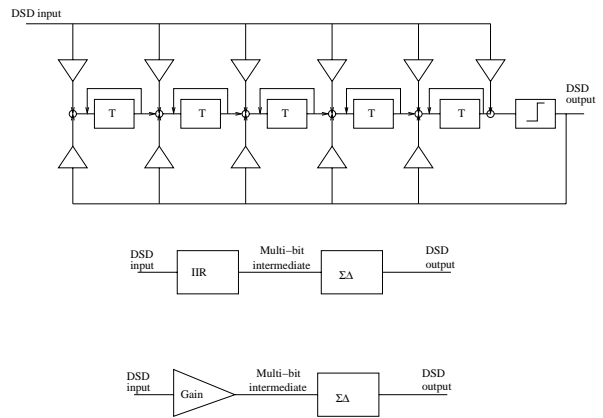 DSD input
DSD
output
T
T
T
T
T
DSD
input
Multi−bit
intermediate
DSD
output
IIR
ΣΔ
DSD
input
Multi−bit
intermediate
DSD
output
Gain
ΣΔ